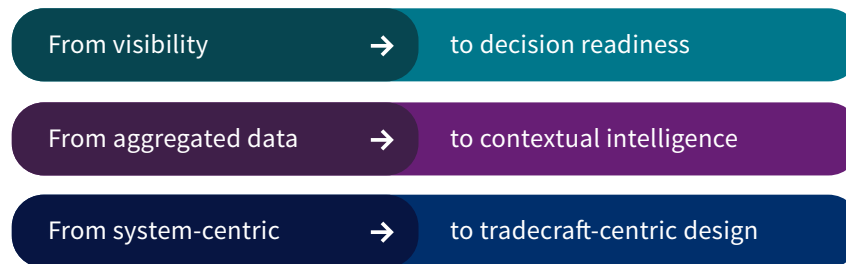 From visibility → to decision readiness
From aggregated data → to contextual intelligence
From system-centric → to tradecraft-centric design